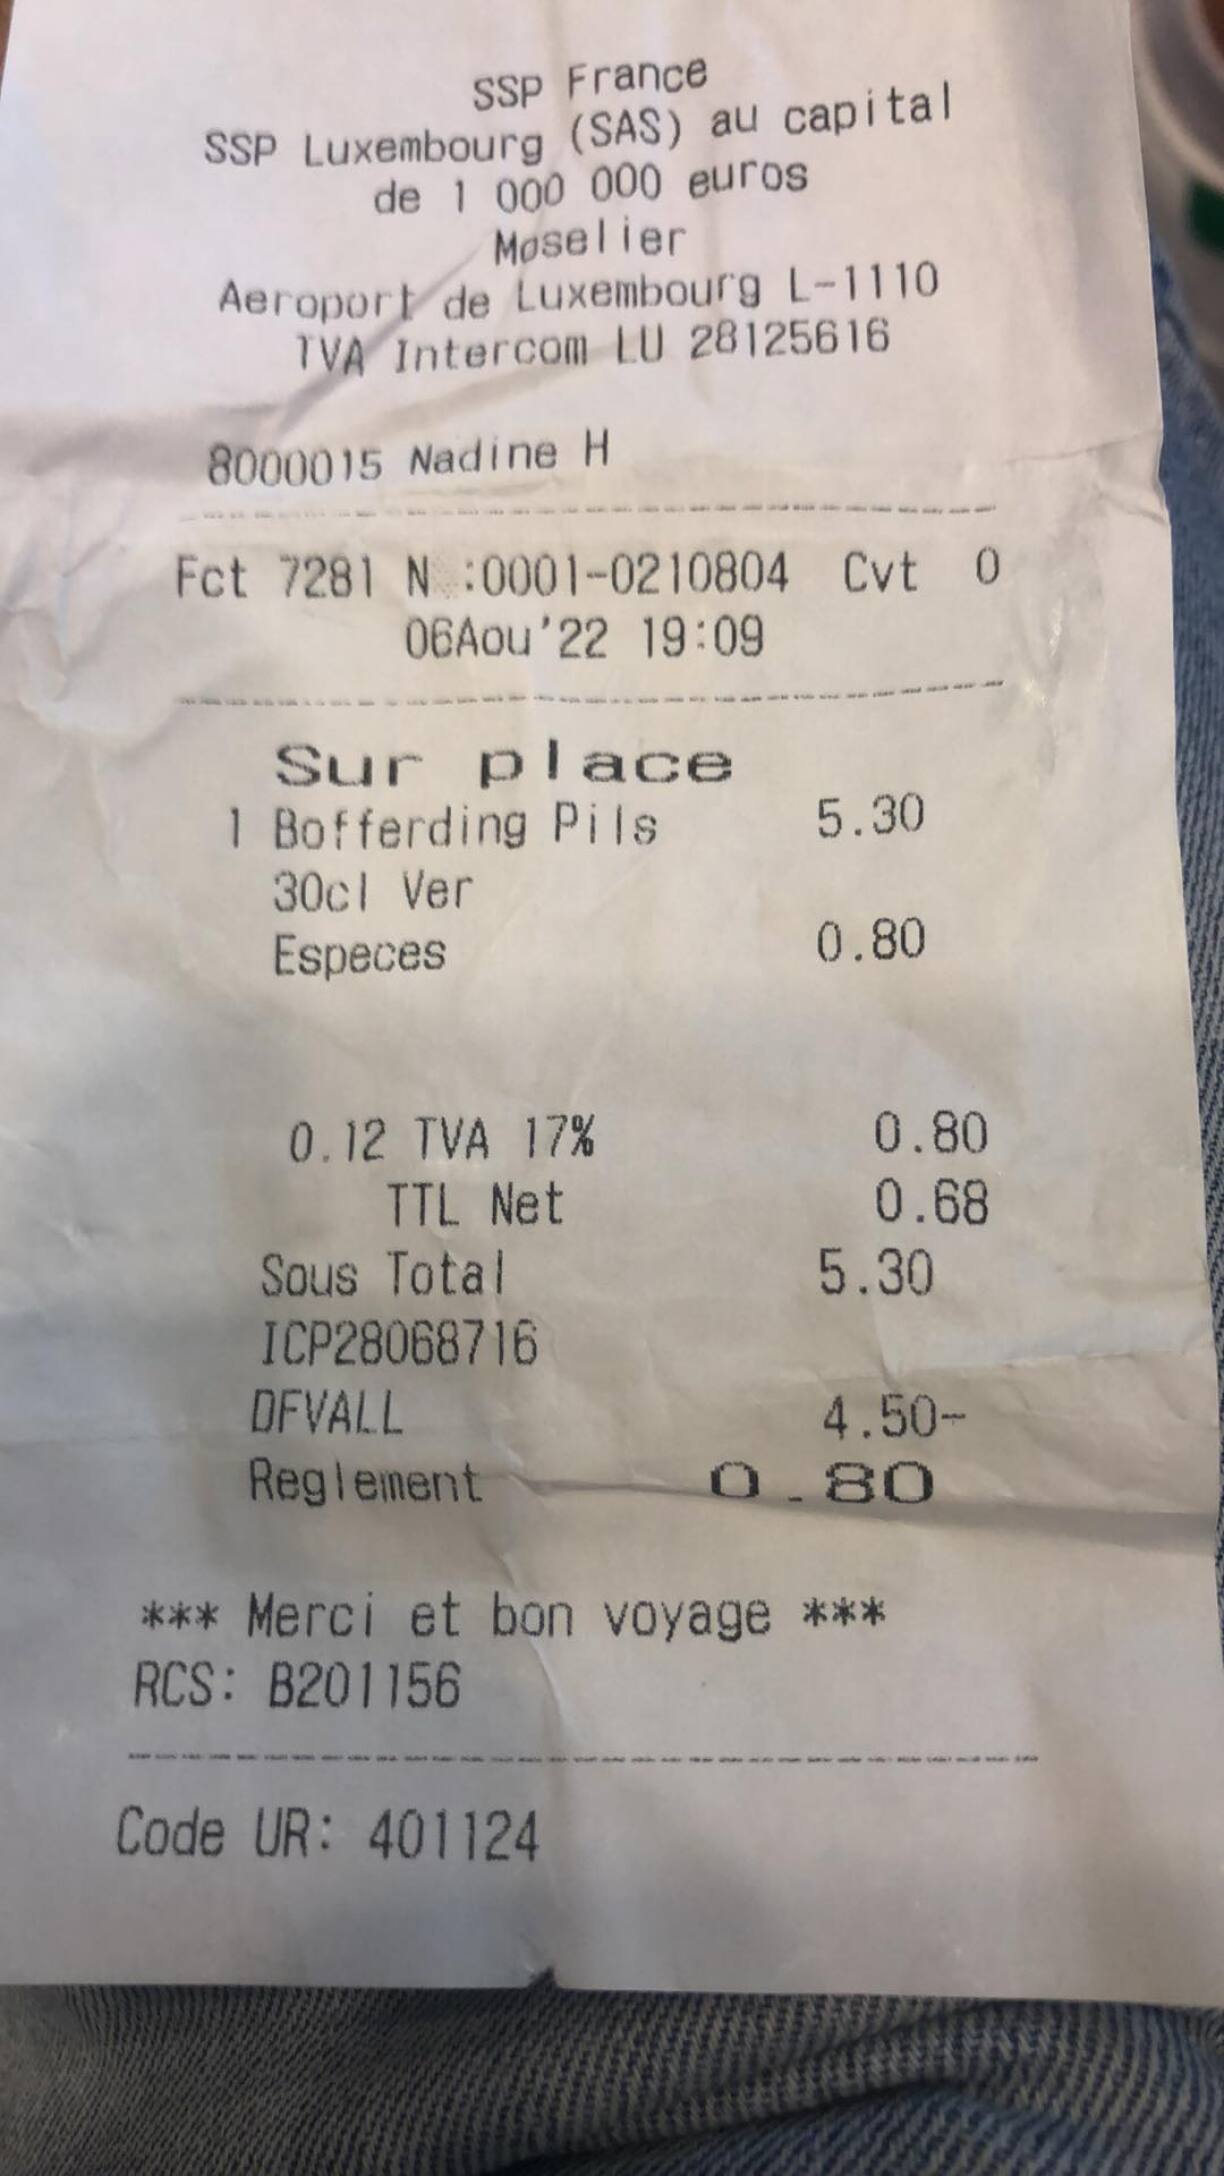 SSP France
SSP Luxembourg (SAS) au capital
de 1 000 000 euros
Moselier
Aeroport de Luxembourg L-1110
TVA Intercom LU 28125616
8000015 Nadine H
Fct 7281 N :0001-0210804 Cvt 0
06Aou'22 19:09
Sur place
1 Bofferding Pils 5.30
30cl Ver
Especes 0.80
0.12 TVA 17% 0.80
TTL Net 0.68
Sous Total 5.30
ICP28068716
DFVALL 4.50-
Reglement 0.80
*** Merci et bon voyage ***
RCS: B201156
Code UR: 401124